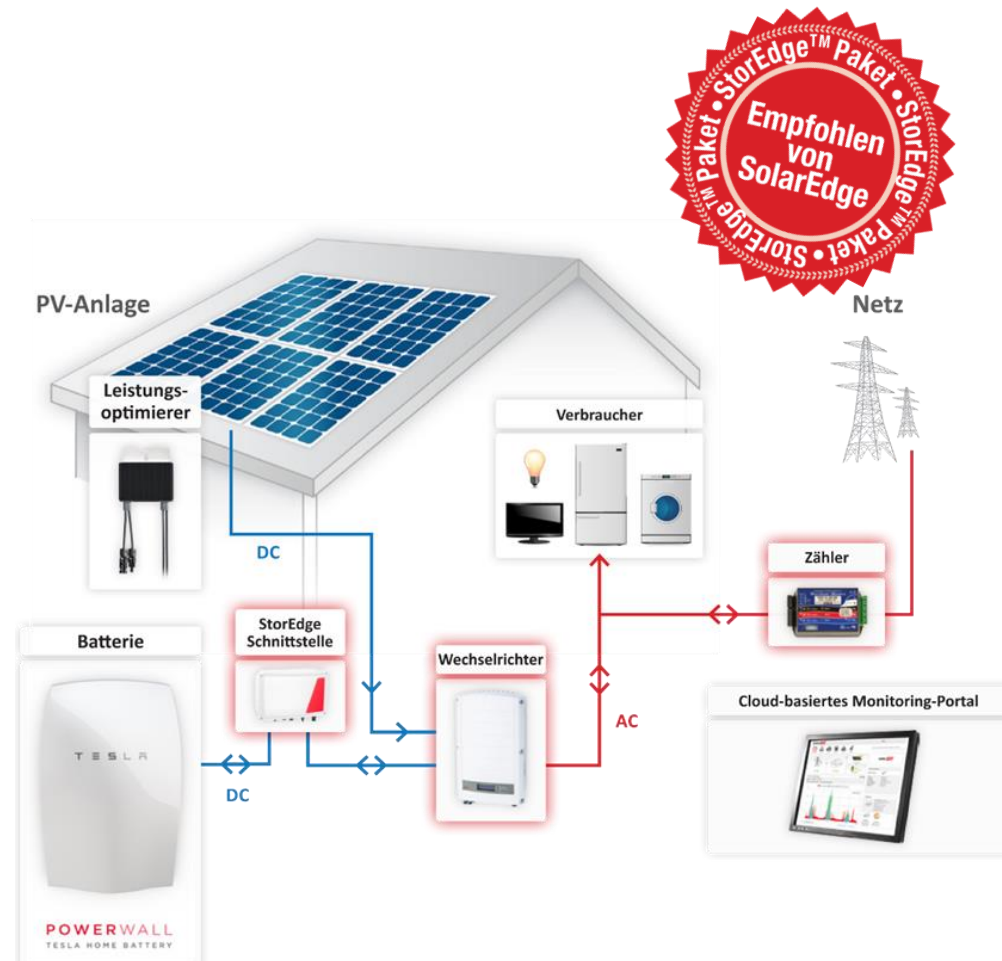 StorEdge™ Paket • StorEdge™ Paket • StorEdge™ Paket •
Empfohlen
von
SolarEdge
PV-Anlage
Netz
Leistungs-
optimierer
Verbraucher
DC
Zähler
Batterie
StorEdge
Schnittstelle
Wechselrichter
AC
Cloud-basiertes Monitoring-Portal
TESLA
DC
POWERWALL
TESLA HOME BATTERY